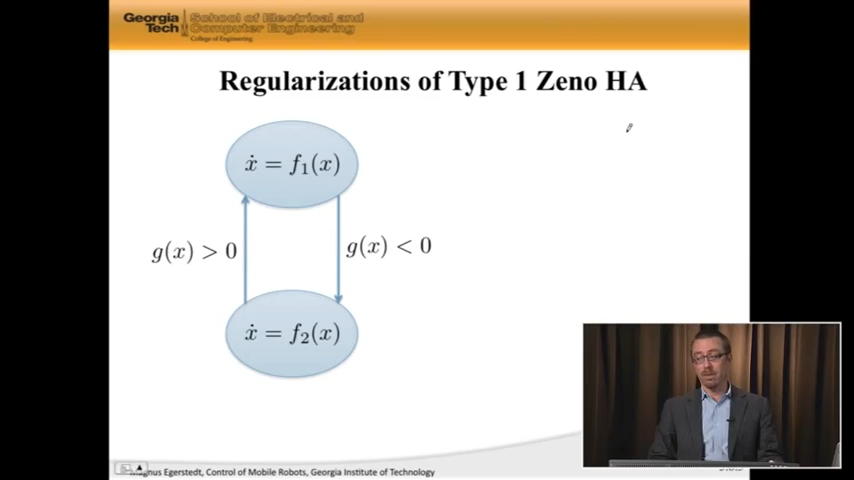 Georgia Tech
School of Electrical and Computer Engineering
College of Engineering
Regularizations of Type 1 Zeno HA
ẋ = f₁(x)
g(x) > 0
g(x) < 0
ẋ = f₂(x)
Magnus Egerstedt, Control of Mobile Robots, Georgia Institute of Technology